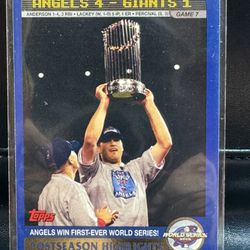 ANGELS 4 - GIANTS 1
ANDERSON 1-4, 3 RBI • LACKEY (W, 1-0) 5 IP, 1 ER • PERCIVAL (S, 3)
GAME 7
Topps
ANGELS WIN FIRST-EVER WORLD SERIES!
WORLD SERIES
POSTSEASON HIGHLIGHTS